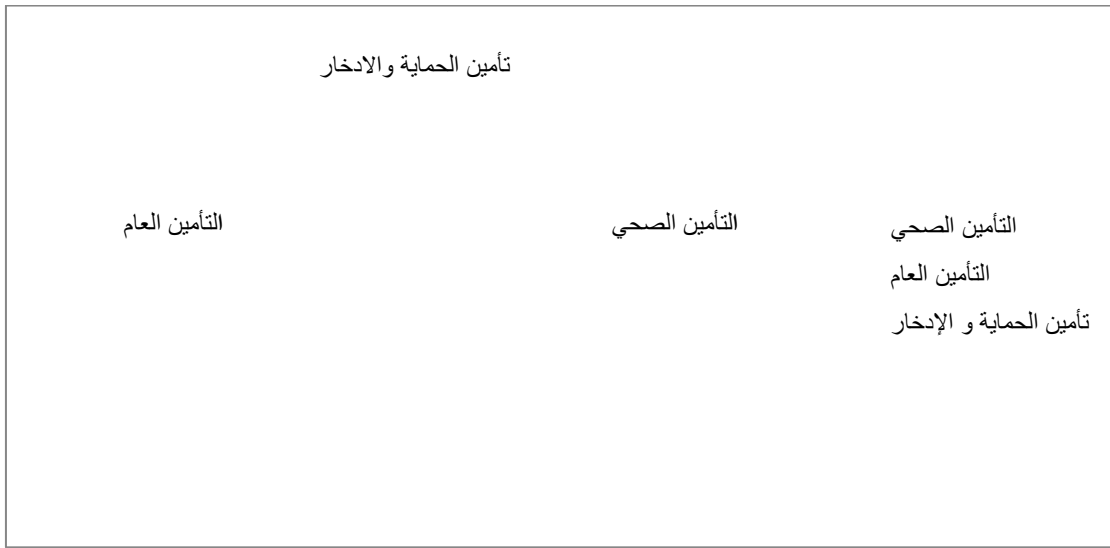 تأمين الحماية والادخار
التأمين الصحي
التأمين العام
تأمين الحماية و الإدخار
التأمين الصحي
التأمين العام